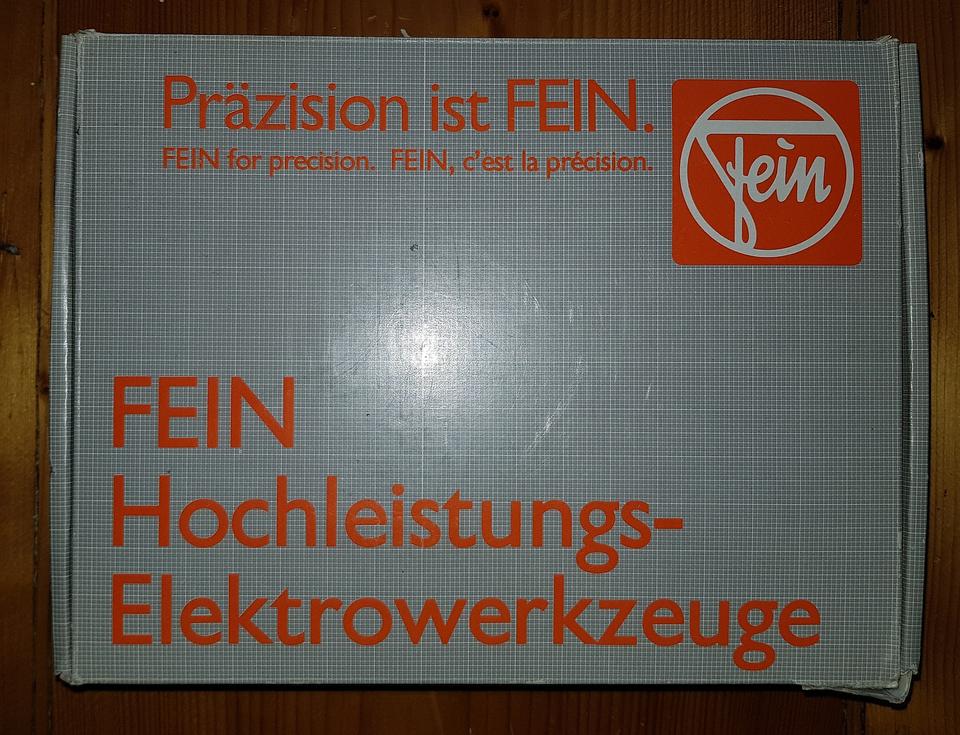 Präzision ist FEIN.
FEIN for precision. FEIN, c'est la précision.
fein
FEIN
Hochleistungs-
Elektrowerkzeuge